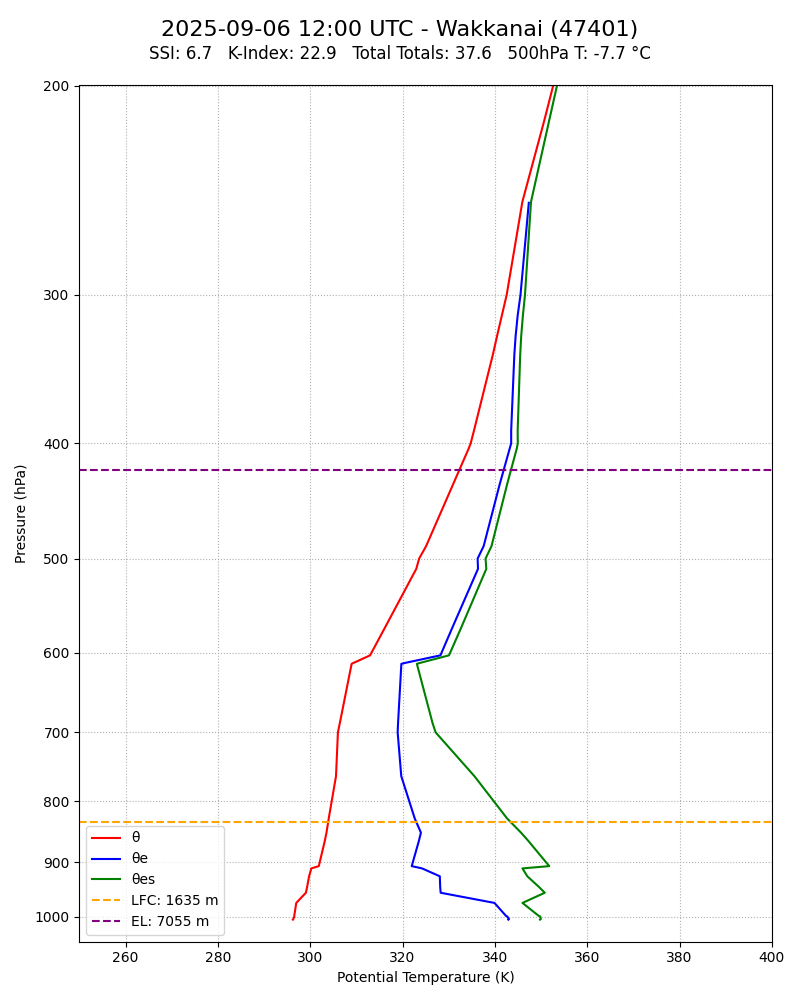 2025-09-06 12:00 UTC - Wakkanai (47401)
SSI: 6.7 K-Index: 22.9 Total Totals: 37.6 500hPa T: -7.7 °C
200
300
400
500
600
700
800
900
1000
Pressure (hPa)
θ
θe
θes
LFC: 1635 m
EL: 7055 m
260 280 300 320 340 360 380 400
Potential Temperature (K)